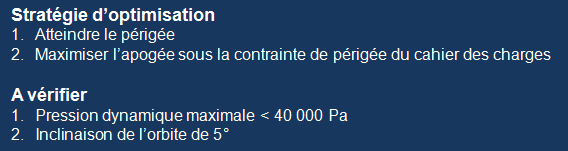 Stratégie d’optimisation
1. Atteindre le périgée
2. Maximiser l’apogée sous la contrainte de périgée du cahier des charges
A vérifier
1. Pression dynamique maximale < 40 000 Pa
2. Inclinaison de l’orbite de 5°